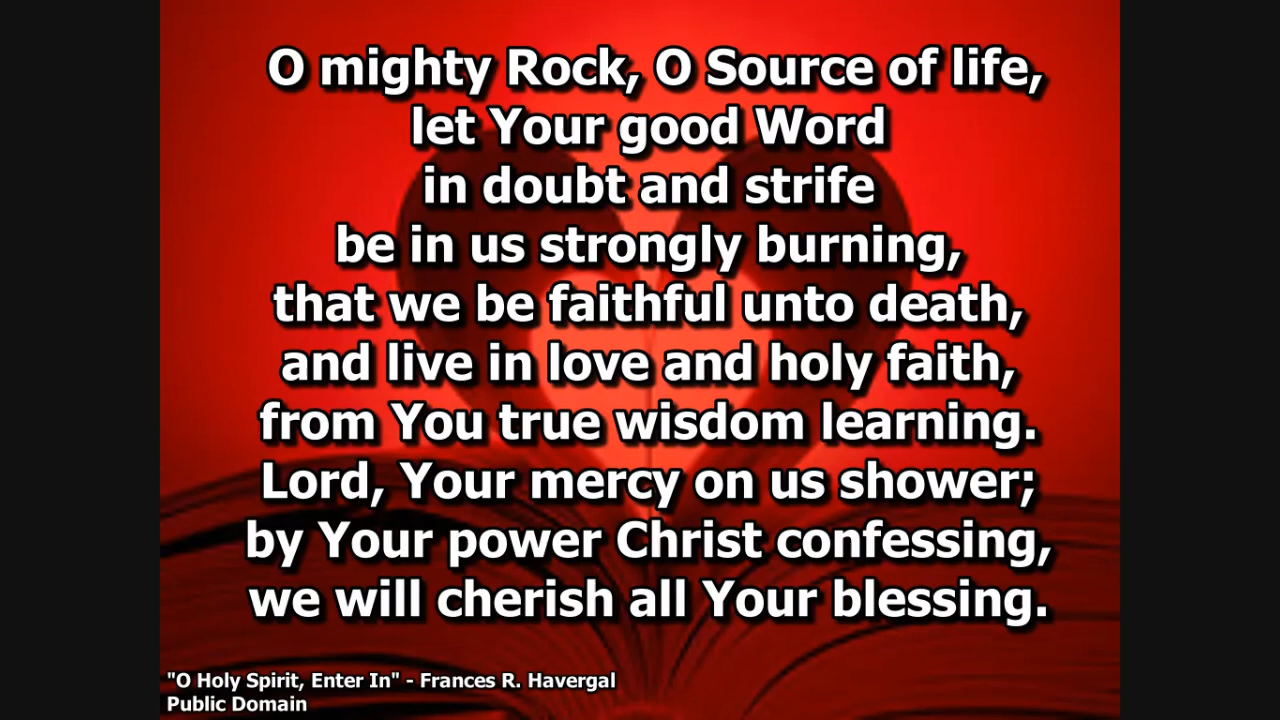 O mighty Rock, O Source of life,
let Your good Word
in doubt and strife
be in us strongly burning,
that we be faithful unto death,
and live in love and holy faith,
from You true wisdom learning.
Lord, Your mercy on us shower;
by Your power Christ confessing,
we will cherish all Your blessing.
"O Holy Spirit, Enter In" - Frances R. Havergal
Public Domain